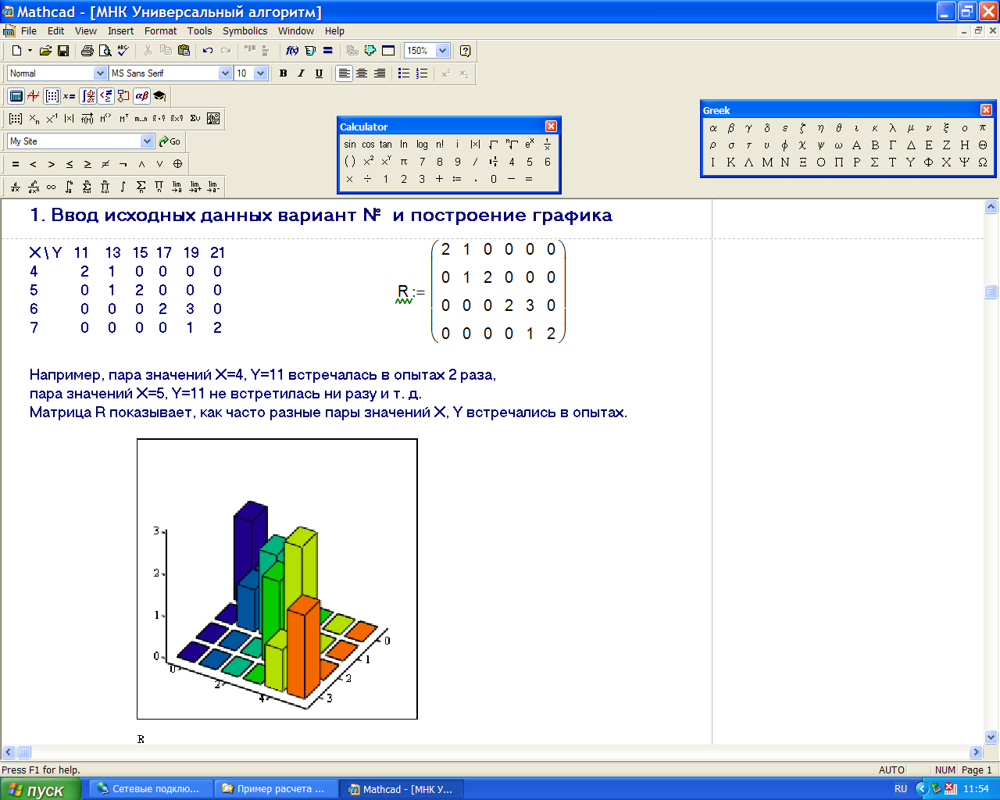 Mathcad - [МНК Универсальный алгоритм]
File Edit View Insert Format Tools Symbolics Window Help
150%
Normal MS Sans Serif 10 B I U
My Site Go
Calculator
sin cos tan ln log n! i |×| √ ⁿ√ eˣ 1/x
( ) x² xʸ π 7 8 9 / 4 5 6
× ÷ 1 2 3 + := . 0 − =
Greek
α β γ δ ε ζ η θ ι κ λ μ ν ξ ο π
ρ σ τ υ ϕ χ ψ ω Α Β Γ Δ Ε Ζ Η Θ
Ι Κ Λ Μ Ν Ξ Ο Π Ρ Σ Τ Υ Φ Χ Ψ Ω
1. Ввод исходных данных вариант № и построение графика
X \ Y 11 13 15 17 19 21
4 2 1 0 0 0 0
5 0 1 2 0 0 0
6 0 0 0 2 3 0
7 0 0 0 0 1 2
R :=
2 1 0 0 0 0
0 1 2 0 0 0
0 0 0 2 3 0
0 0 0 0 1 2
Например, пара значений X=4, Y=11 встречалась в опытах 2 раза,
пара значений X=5, Y=11 не встретилась ни разу и т. д.
Матрица R показывает, как часто разные пары значений X, Y встречались в опытах.
3
2
1
0
0 2 4
0
1
2
3
R
Press F1 for help. AUTO NUM Page 1
пуск Сетевые подклю... Пример расчета ... Mathcad - [МНК У... RU 11:54